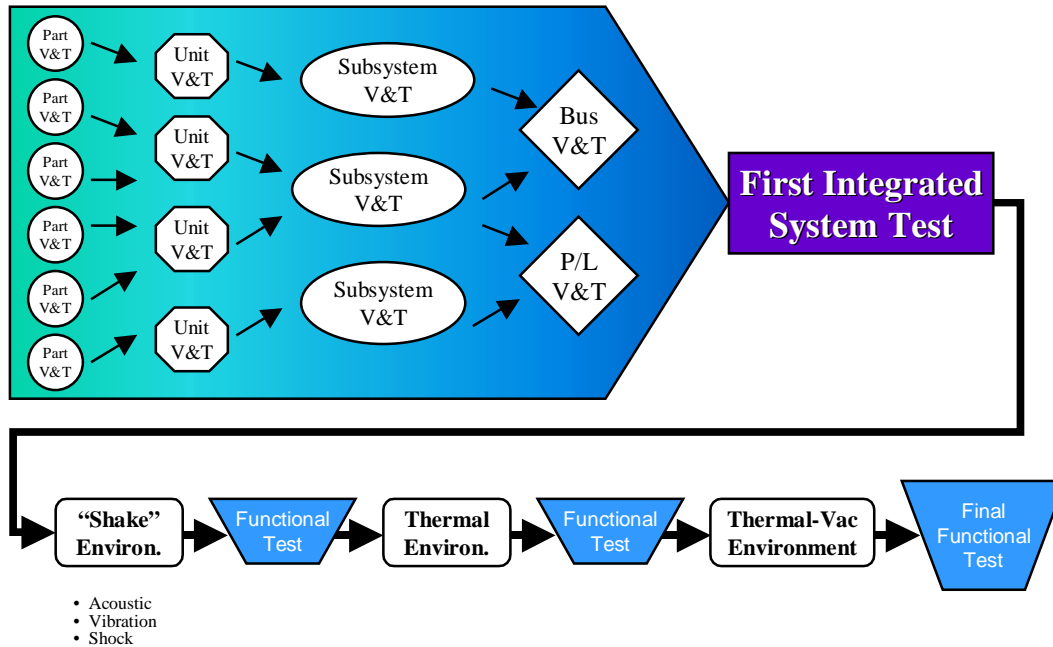 Part
V&T
Part
V&T
Part
V&T
Part
V&T
Part
V&T
Part
V&T
Unit
V&T
Unit
V&T
Unit
V&T
Unit
V&T
Subsystem
V&T
Subsystem
V&T
Subsystem
V&T
Bus
V&T
P/L
V&T
First Integrated
System Test
“Shake”
Environ.
Functional
Test
Thermal
Environ.
Functional
Test
Thermal-Vac
Environment
Final
Functional
Test
• Acoustic
• Vibration
• Shock